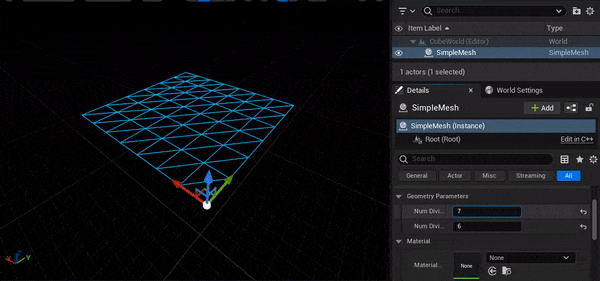 Search...
Item Label
Type
CubeWorld (Editor)
World
SimpleMesh
SimpleMesh
1 actors (1 selected)
Details
World Settings
SimpleMesh
Add
SimpleMesh (Instance)
Root (Root)
Edit in C++
Search
General
Actor
Misc
Streaming
All
Geometry Parameters
Num Divi...
7
Num Divi...
6
Material
Material...
None
None
Y